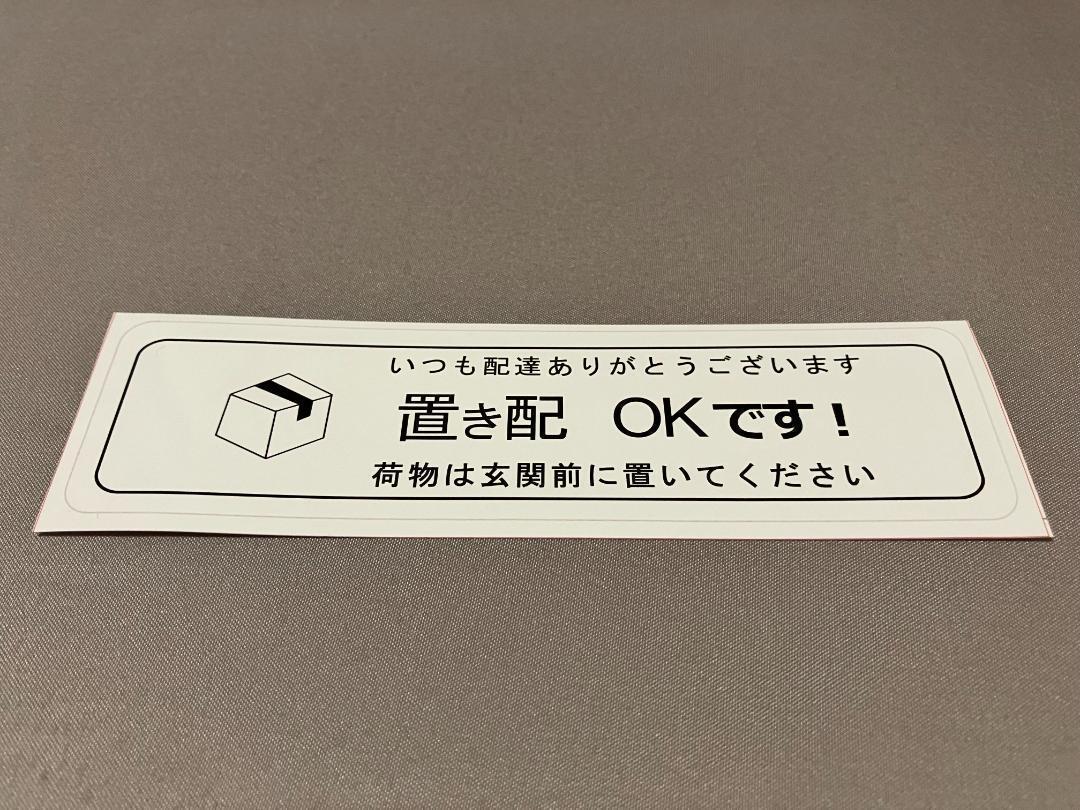 いつも配達ありがとうございます
置き配 OKです!
荷物は玄関前に置いてください